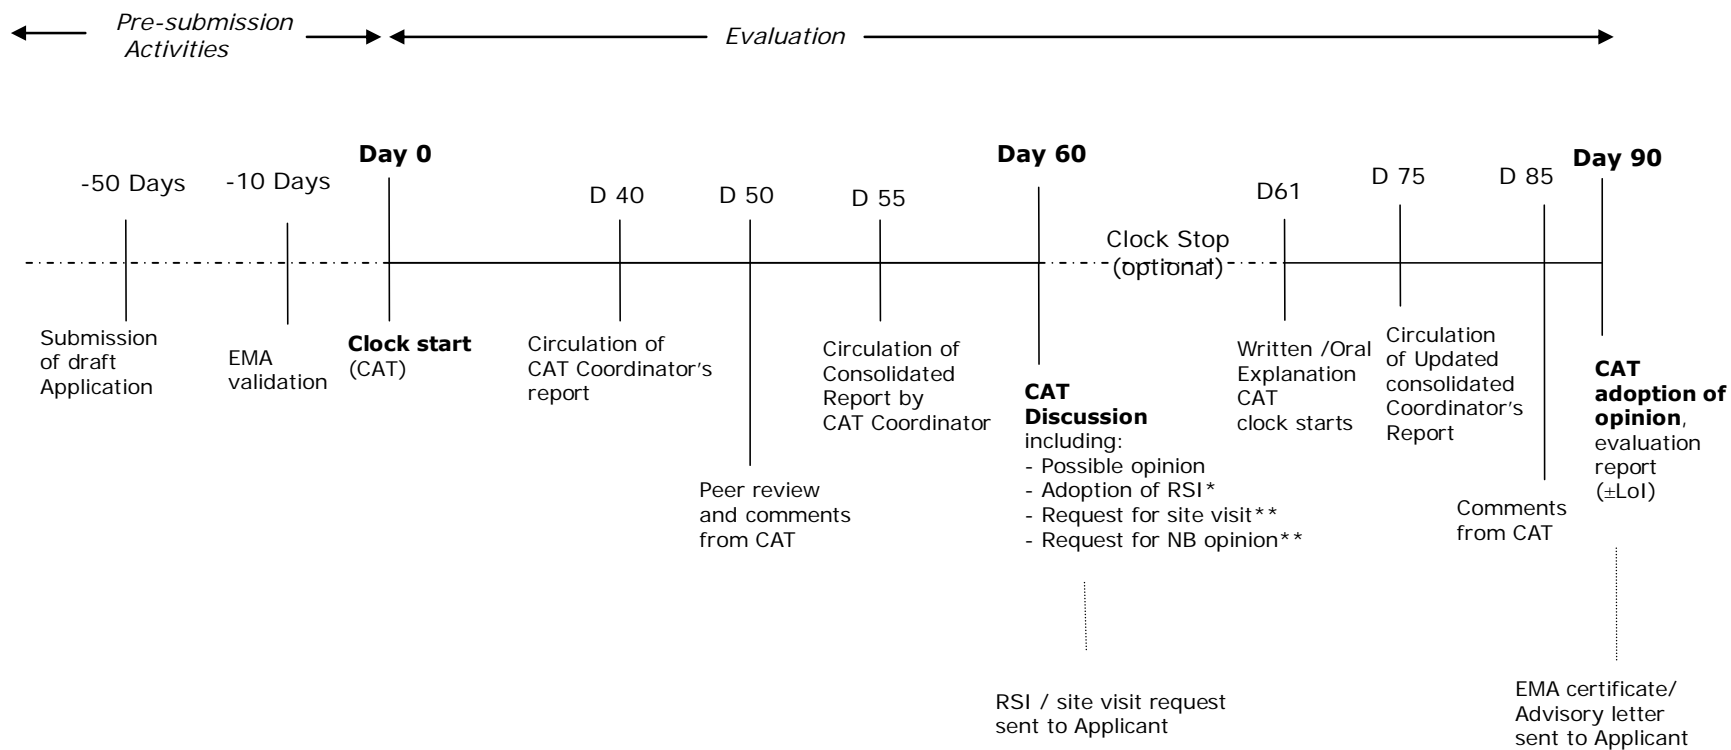 Pre-submission
Activities
Evaluation
Day 0
Day 60
Day 90
-50 Days
-10 Days
D 40
D 50
D 55
D61
D 75
D 85
Clock Stop
(optional)
Submission
of draft
Application
EMA
validation
Clock start
(CAT)
Circulation of
CAT Coordinator's
report
Peer review
and comments
from CAT
Circulation of
Consolidated
Report by
CAT Coordinator
CAT
Discussion
including:
- Possible opinion
- Adoption of RSI*
- Request for site visit**
- Request for NB opinion**
RSI / site visit request
sent to Applicant
Written /Oral
Explanation
CAT
clock starts
Circulation
of Updated
consolidated
Coordinator's
Report
Comments
from CAT
CAT
adoption of
opinion,
evaluation
report
(±LoI)
EMA certificate/
Advisory letter
sent to Applicant